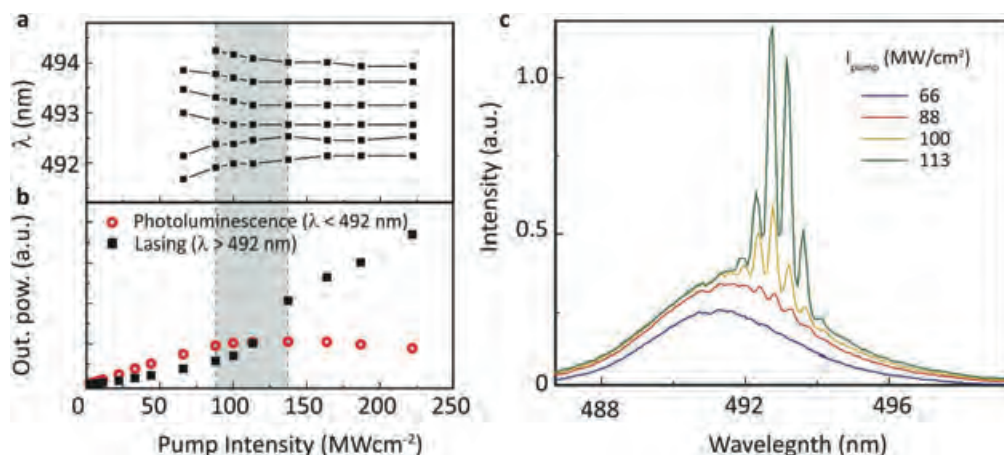 a
494
493
492
λ (nm)
b
Photoluminescence (λ < 492 nm)
Lasing (λ > 492 nm)
Out. pow. (a.u.)
0 50 100 150 200 250
Pump Intensity (MWcm⁻²)
c
I_pump (MW/cm²)
66
88
100
113
1.0
0.5
0
Intensity (a.u.)
488 492 496
Wavelegnth (nm)